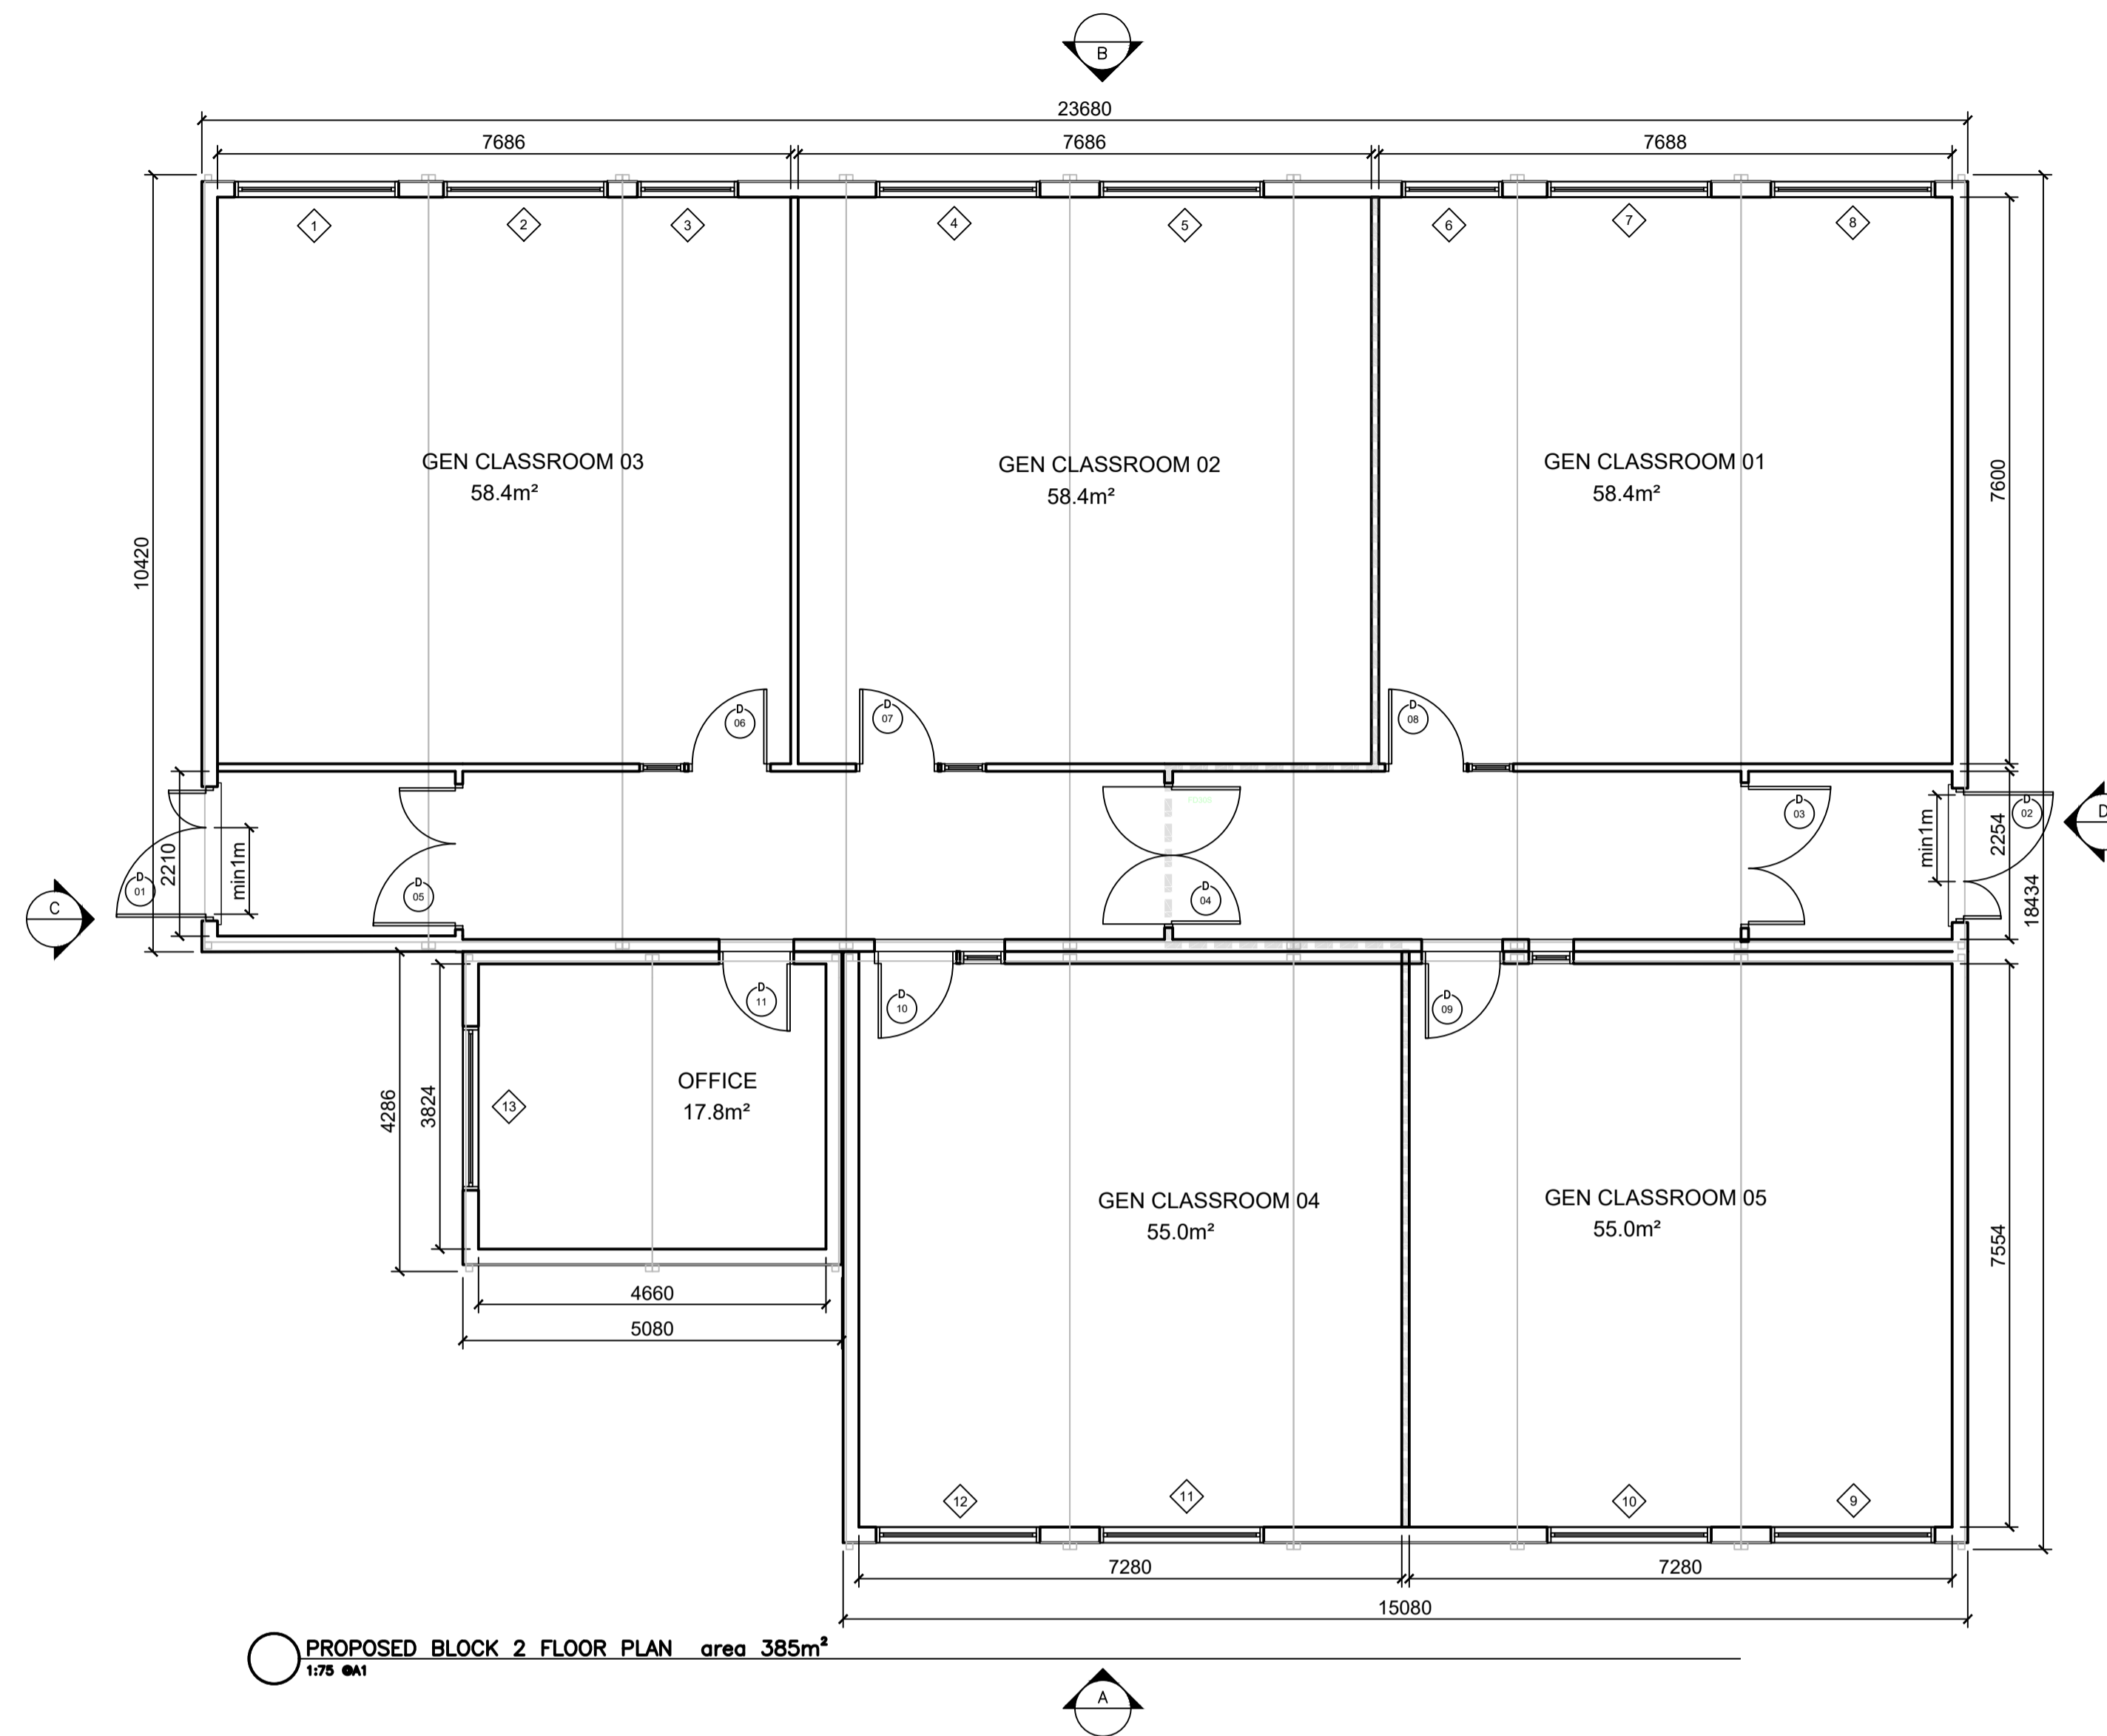 B
23680
7686
7686
7688
1
2
3
4
5
6
7
8
GEN CLASSROOM 03
58.4m²
GEN CLASSROOM 02
58.4m²
GEN CLASSROOM 01
58.4m²
7600
10420
D
06
D
07
D
08
D
01
2210
min1m
D
05
D
04
D
03
min1m
D
02
2254
D
C
18434
D
11
D
10
D
09
4286
3824
13
OFFICE
17.8m²
GEN CLASSROOM 04
55.0m²
GEN CLASSROOM 05
55.0m²
7554
4660
5080
12
11
10
9
7280
7280
15080
PROPOSED BLOCK 2 FLOOR PLAN area 385m²
1:75 @A1
A